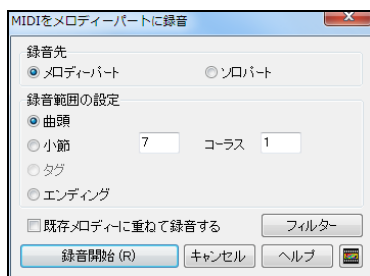 MIDIをメロディーパートに録音
録音先
メロディーパート ソロパート
録音範囲の設定
曲頭
小節 7 コーラス 1
タグ
エンディング
既存メロディーに重ねて録音する フィルター
録音開始(R) キャンセル ヘルプ